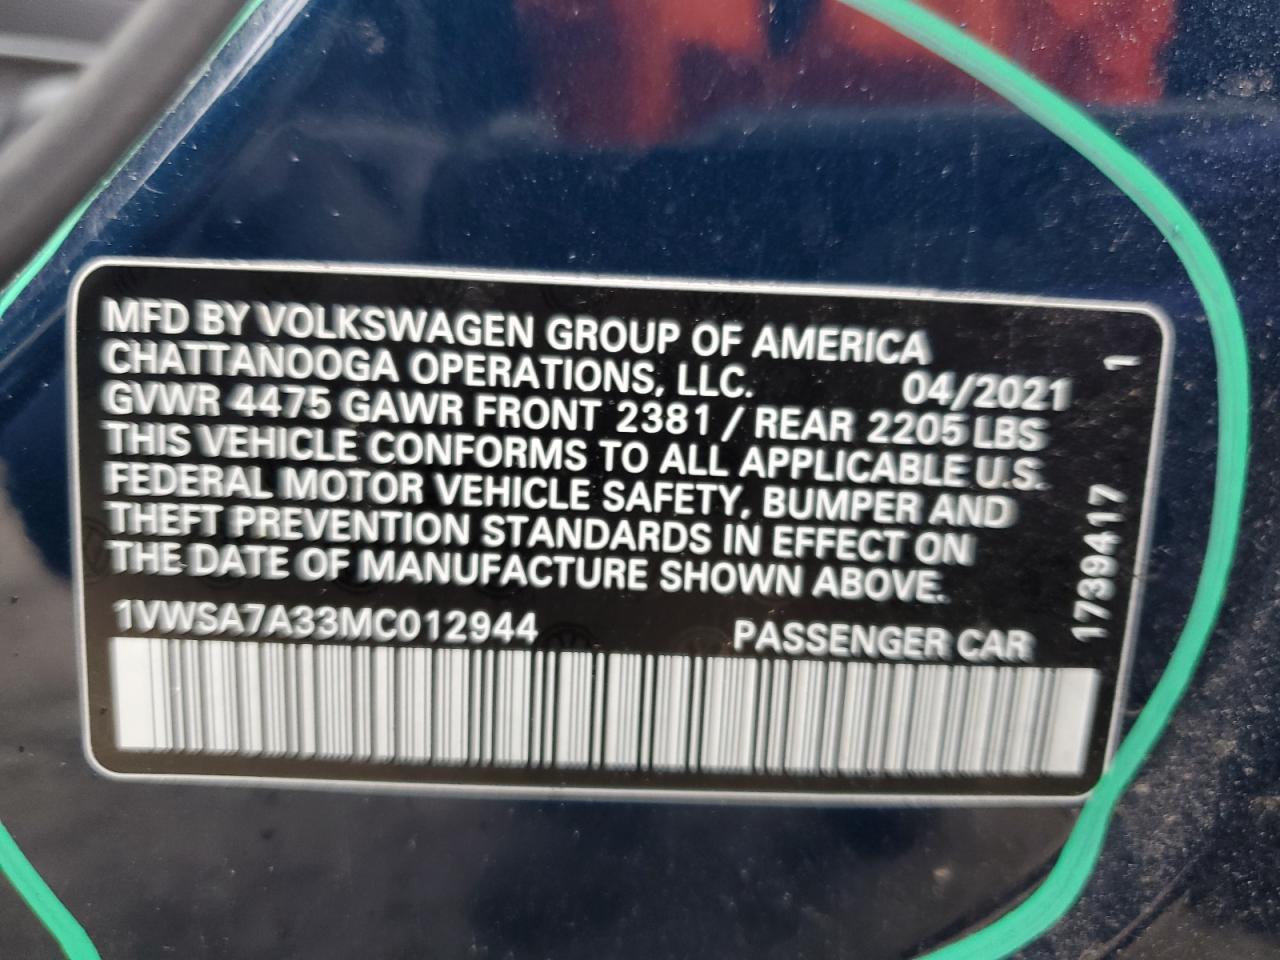 MFD BY VOLKSWAGEN GROUP OF AMERICA
CHATTANOOGA OPERATIONS, LLC. 04/2021
GVWR 4475 GAWR FRONT 2381 / REAR 2205 LBS
THIS VEHICLE CONFORMS TO ALL APPLICABLE U.S.
FEDERAL MOTOR VEHICLE SAFETY, BUMPER AND
THEFT PREVENTION STANDARDS IN EFFECT ON
THE DATE OF MANUFACTURE SHOWN ABOVE.
1VWSA7A33MC012944 PASSENGER CAR
1739417 1